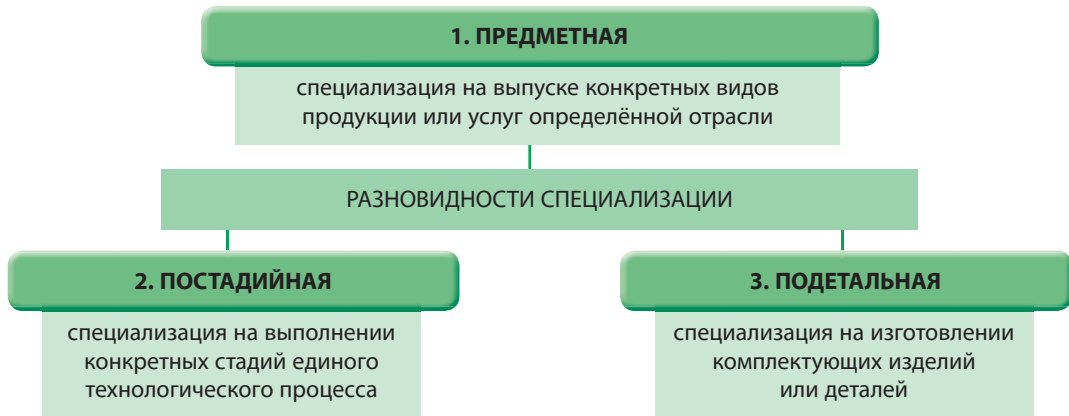 1. ПРЕДМЕТНАЯ
специализация на выпуске конкретных видов
продукции или услуг определённой отрасли
РАЗНОВИДНОСТИ СПЕЦИАЛИЗАЦИИ
2. ПОСТАДИЙНАЯ
специализация на выполнении
конкретных стадий единого
технологического процесса
3. ПОДЕТАЛЬНАЯ
специализация на изготовлении
комплектующих изделий
или деталей